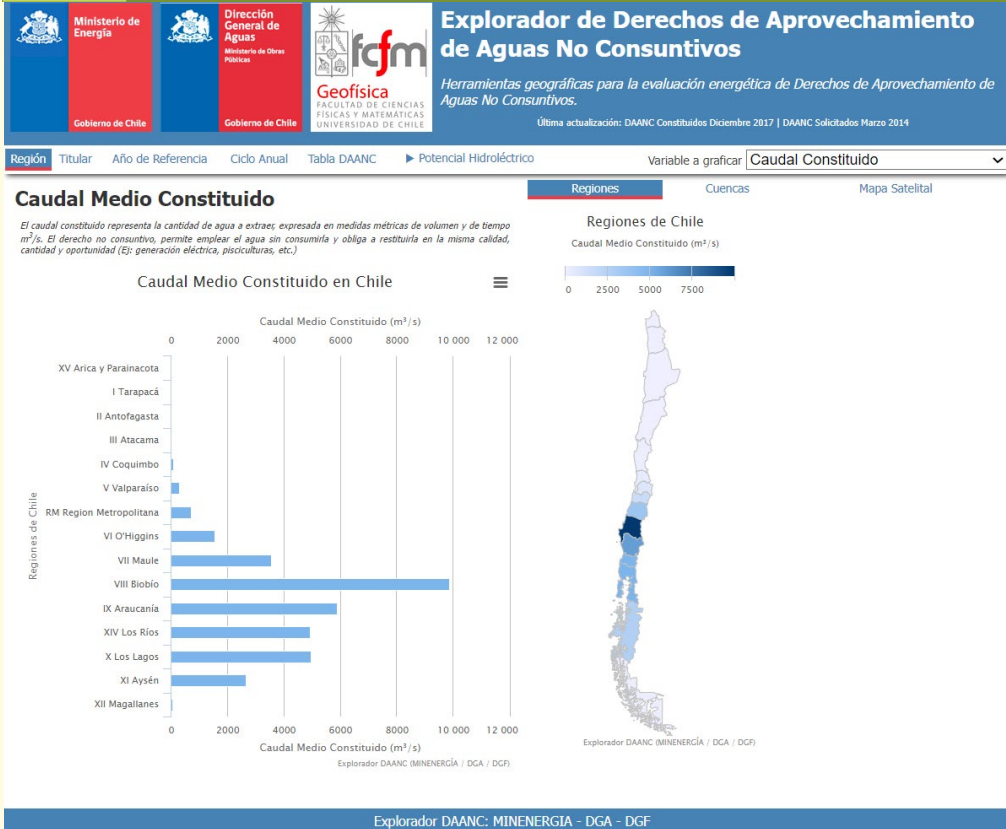 Ministerio de
Energía
Gobierno de Chile
Dirección
General de
Aguas
Ministerio de Obras
Públicas
Gobierno de Chile
fcfm
Geofísica
FACULTAD DE CIENCIAS
FÍSICAS Y MATEMÁTICAS
UNIVERSIDAD DE CHILE
Explorador de Derechos de Aprovechamiento
de Aguas No Consuntivos
Herramientas geográficas para la evaluación energética de Derechos de Aprovechamiento de
Aguas No Consuntivos.
Última actualización: DAANC Constituidos Diciembre 2017 | DAANC Solicitados Marzo 2014
Región Titular Año de Referencia Ciclo Anual Tabla DAANC ▶ Potencial Hidroléctrico Variable a graficar Caudal Constituido
Caudal Medio Constituido
El caudal constituido representa la cantidad de agua a extraer, expresada en medidas métricas de volumen y de tiempo
m³/s. El derecho no consuntivo, permite emplear el agua sin consumirla y obliga a restituirla en la misma calidad,
cantidad y oportunidad (Ej: generación eléctrica, pisciculturas, etc.)
Caudal Medio Constituido en Chile
Caudal Medio Constituido (m³/s)
0 2000 4000 6000 8000 10 000 12 000
Regiones de Chile
XV Arica y Parainacota
I Tarapacá
II Antofagasta
III Atacama
IV Coquimbo
V Valparaíso
RM Region Metropolitana
VI O'Higgins
VII Maule
VIII Biobío
IX Araucanía
XIV Los Ríos
X Los Lagos
XI Aysén
XII Magallanes
0 2000 4000 6000 8000 10 000 12 000
Caudal Medio Constituido (m³/s)
Explorador DAANC (MINENERGÍA / DGA / DGF)
Regiones Cuencas Mapa Satelital
Regiones de Chile
Caudal Medio Constituido (m³/s)
0 2500 5000 7500
Explorador DAANC (MINENERGÍA / DGA / DGF)
Explorador DAANC: MINENERGIA - DGA - DGF